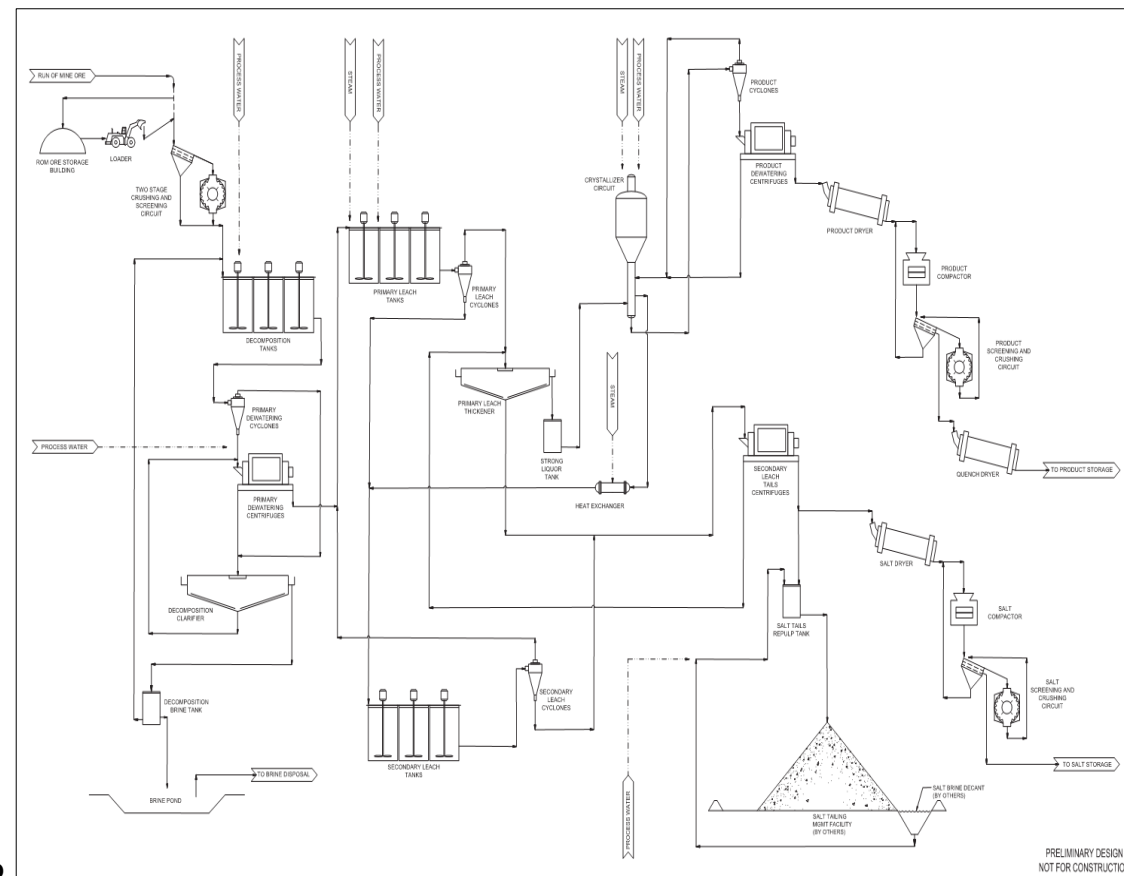 RUN OF MINE ORE
ROM ORE STORAGE
BUILDING
LOADER
TWO STAGE
CRUSHING AND
SCREENING
CIRCUIT
PROCESS WATER
STEAM
PROCESS WATER
STEAM
PROCESS WATER
DECOMPOSITION
TANKS
PRIMARY LEACH
TANKS
PRIMARY
LEACH
CYCLONES
CRYSTALLIZER
CIRCUIT
PRODUCT
CYCLONES
PRODUCT
DEWATERING
CENTRIFUGES
PRODUCT DRYER
PRODUCT
COMPACTOR
PRODUCT
SCREENING AND
CRUSHING
CIRCUIT
QUENCH DRYER
TO PRODUCT STORAGE
PRIMARY
DEWATERING
CYCLONES
PROCESS WATER
PRIMARY
DEWATERING
CENTRIFUGES
PRIMARY LEACH
THICKENER
STRONG
LIQUOR
TANK
STEAM
HEAT EXCHANGER
SECONDARY
LEACH
TAILS
CENTRIFUGES
DECOMPOSITION
CLARIFIER
DECOMPOSITION
BRINE TANK
TO BRINE DISPOSAL
BRINE POND
SECONDARY LEACH
TANKS
SECONDARY
LEACH
CYCLONES
SALT TAILS
REPULP TANK
SALT DRYER
SALT
COMPACTOR
SALT
SCREENING AND
CRUSHING
CIRCUIT
TO SALT STORAGE
PROCESS WATER
SALT BRINE DECANT
(BY OTHERS)
SALT TAILING
MGMT FACILITY
(BY OTHERS)
PRELIMINARY DESIGN
NOT FOR CONSTRUCTIO